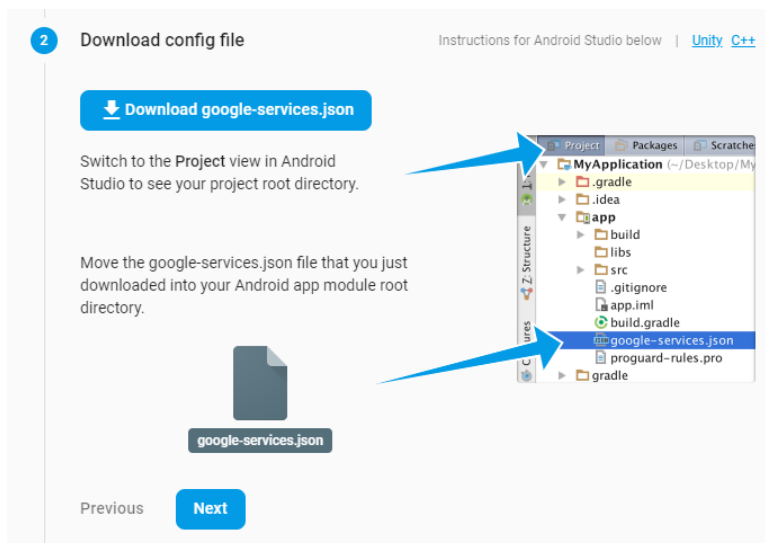 2
Download config file
Instructions for Android Studio below | Unity C++
Download google-services.json
Switch to the Project view in Android
Studio to see your project root directory.
Move the google-services.json file that you just
downloaded into your Android app module root
directory.
google-services.json
Previous
Next
Project Packages Scratche
MyApplication (~/Desktop/My
.gradle
.idea
app
build
libs
src
.gitignore
app.iml
build.gradle
google-services.json
proguard-rules.pro
gradle
Z: Structure